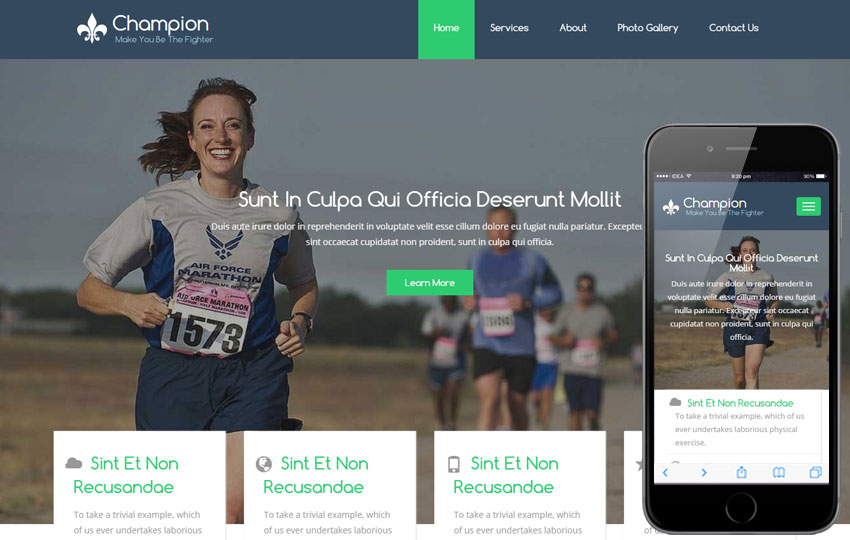 Champion
Make You Be The Fighter
Home
Services
About
Photo Gallery
Contact Us
Sunt In Culpa Qui Officia Deserunt Mollit
Duis aute irure dolor in reprehenderit in voluptate velit esse cillum dolore eu fugiat nulla pariatur. Excepteur
sint occaecat cupidatat non proident, sunt in culpa qui officia.
Learn More
AIR FORCE
MARATHON
AIR FORCE MARATHON
1573
Sint Et Non
Recusandae
To take a trivial example, which
of us ever undertakes laborious
Sint Et Non
Recusandae
To take a trivial example, which
of us ever undertakes laborious
Sint Et Non
Recusandae
To take a trivial example, which
of us ever undertakes laborious
IDEA
9:20 pm
90%
Champion
Make You Be The Fighter
Sunt In Culpa Qui Officia Deserunt
Mollit
Duis aute irure dolor in reprehenderit in
voluptate velit esse cillum dolore eu fugiat
nulla pariatur. Excepteur sint occaecat
cupidatat non proident, sunt in culpa qui
officia.
Sint Et Non Recusandae
To take a trivial example, which of us
ever undertakes laborious physical
exercise.